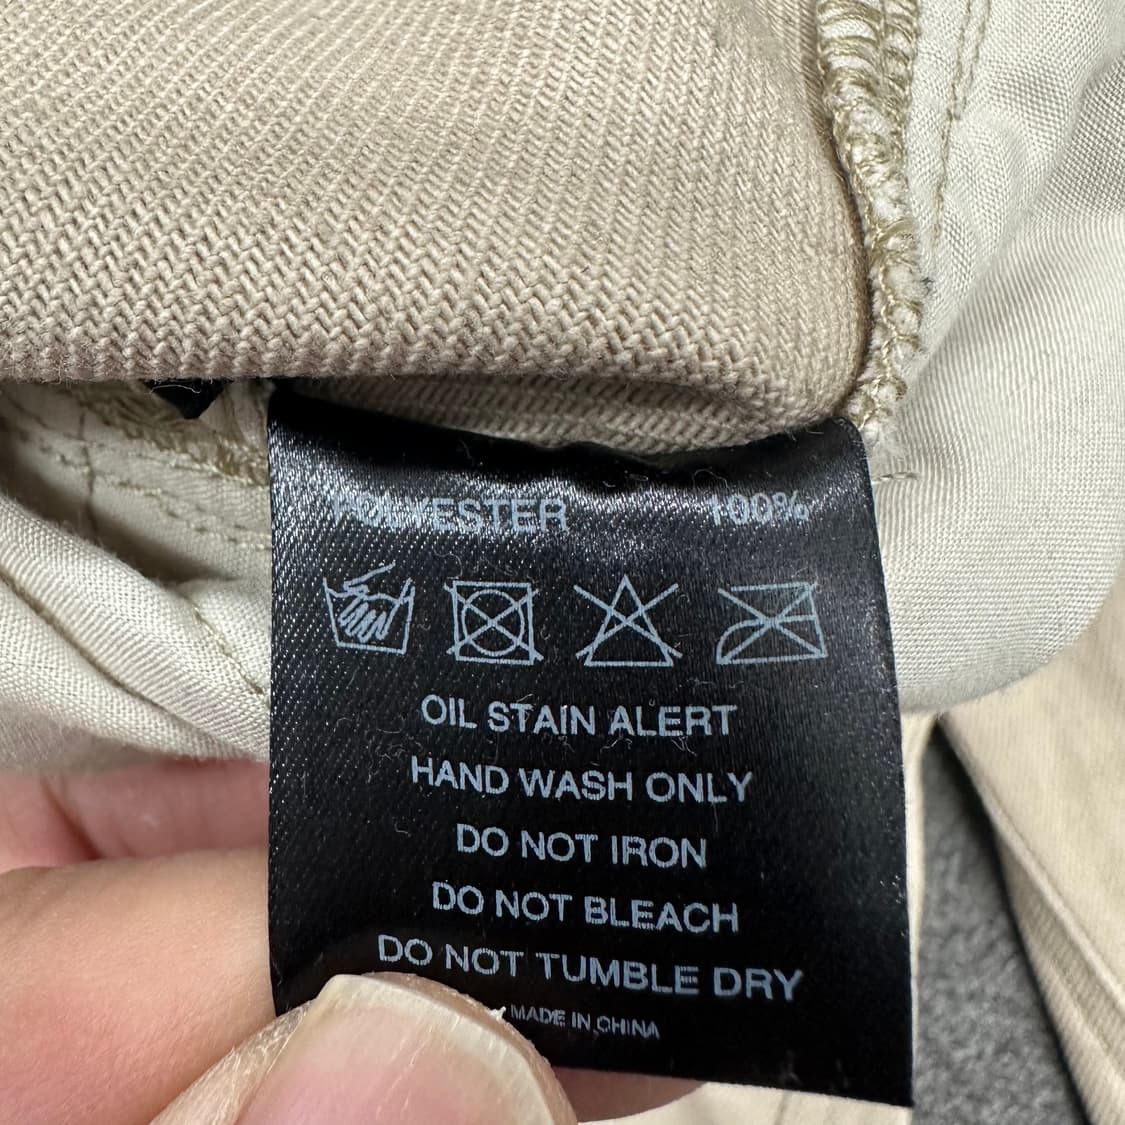 POLYESTER 100%
OIL STAIN ALERT
HAND WASH ONLY
DO NOT IRON
DO NOT BLEACH
DO NOT TUMBLE DRY
MADE IN CHINA